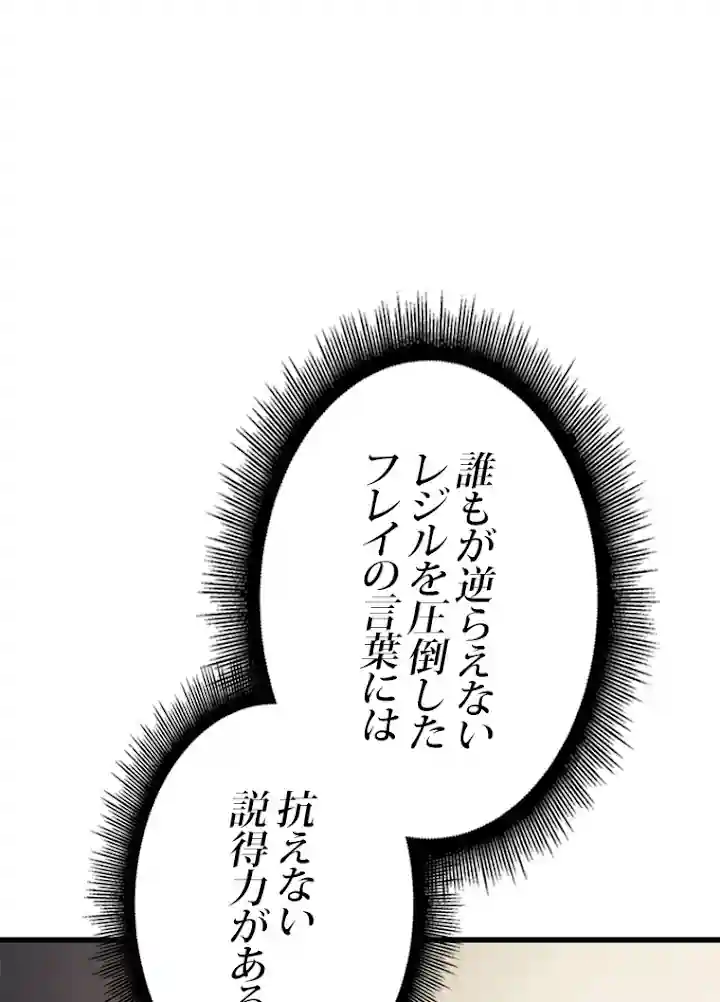 誰もが逆らえない
レジルを圧倒した
フレイの言葉には
抗えない
説得力がある